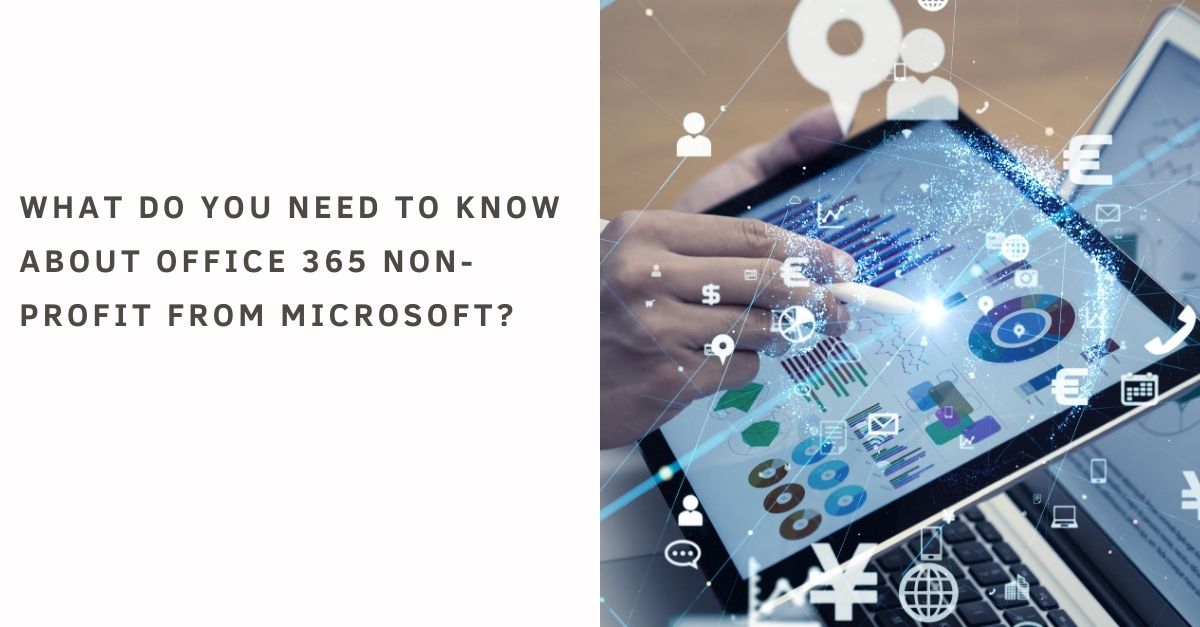 WHAT DO YOU NEED TO KNOW
ABOUT OFFICE 365 NON-
PROFIT FROM MICROSOFT?